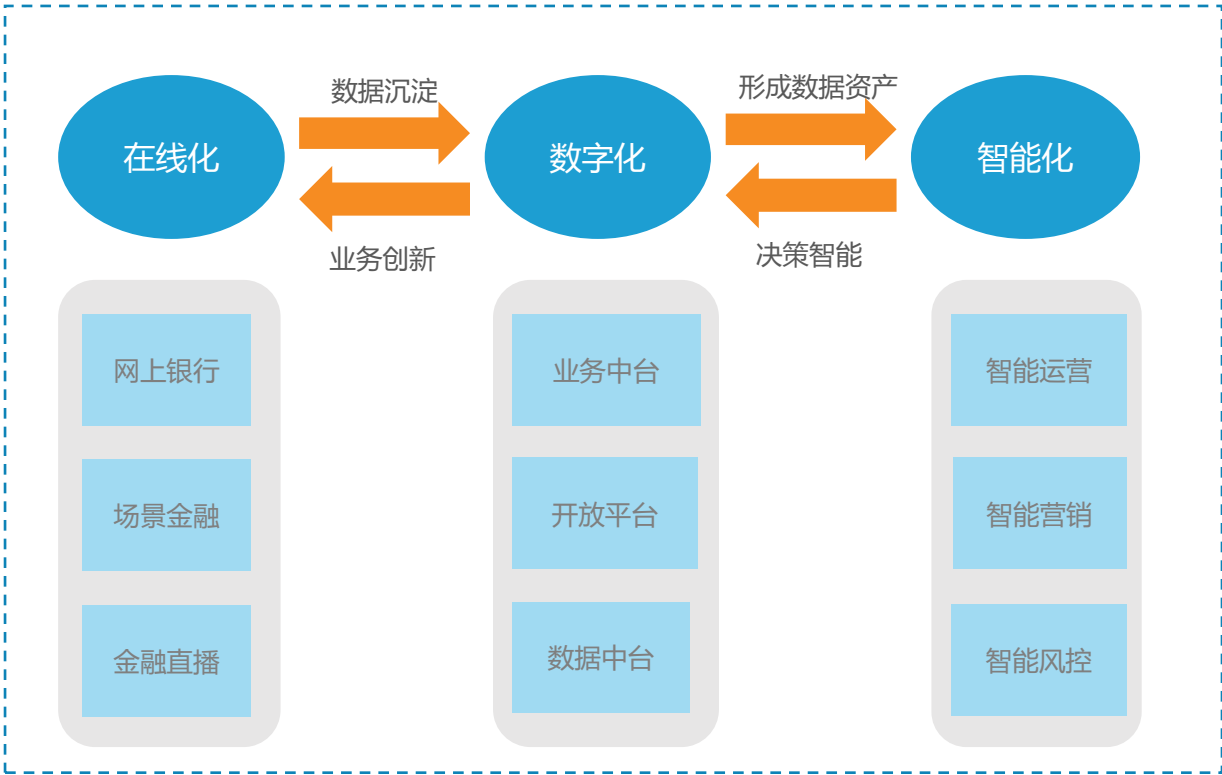 数据沉淀
形成数据资产
在线化
数字化
智能化
业务创新
决策智能
网上银行
业务中台
智能运营
场景金融
开放平台
智能营销
金融直播
数据中台
智能风控